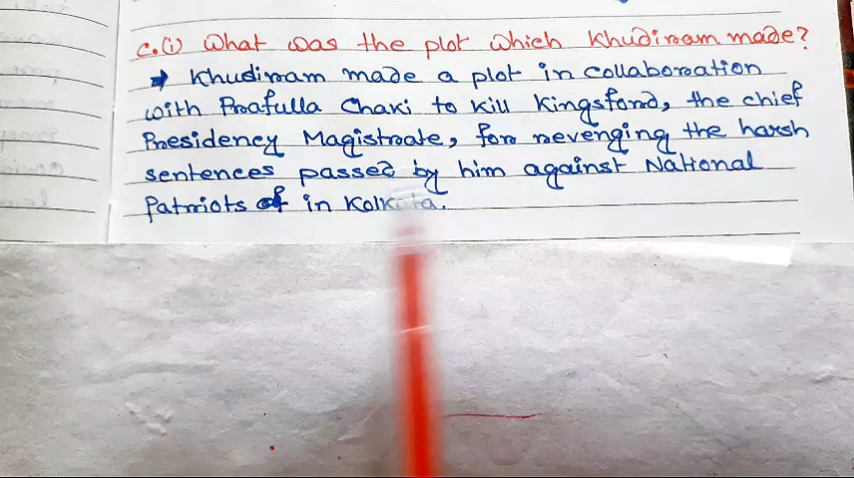 C.(i) What was the plot which Khudiram made?
→ Khudiram made a plot in collaboration
with Prafulla Chaki to kill Kingsford, the chief
Presidency Magistrate, for revenging the harsh
sentences passed by him against National
Patriots of in Kolkata.